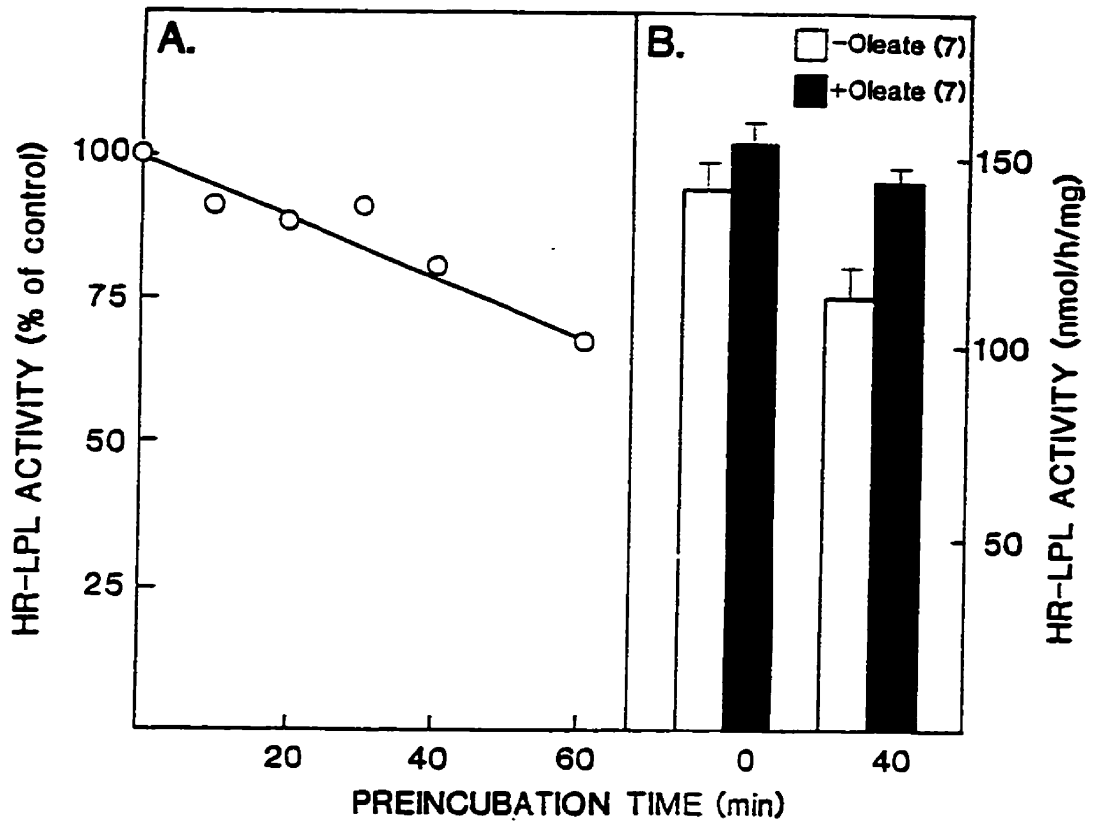 A.
B.
-Oleate (7)
+Oleate (7)
HR-LPL ACTIVITY (% of control)
100
75
50
25
20
40
60
0
40
PREINCUBATION TIME (min)
150
100
50
HR-LPL ACTIVITY (nmol/h/mg)